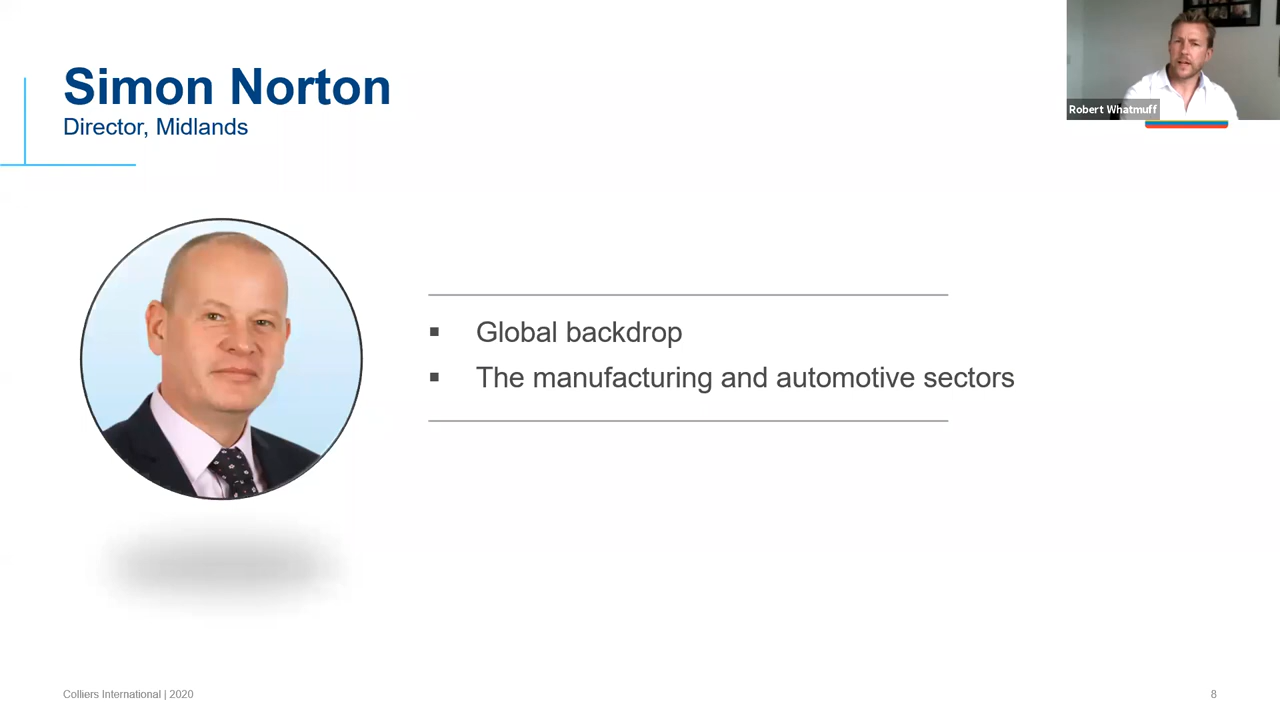 Simon Norton
Director, Midlands
Robert Whatmuff
▪ Global backdrop
▪ The manufacturing and automotive sectors
Colliers International | 2020
8